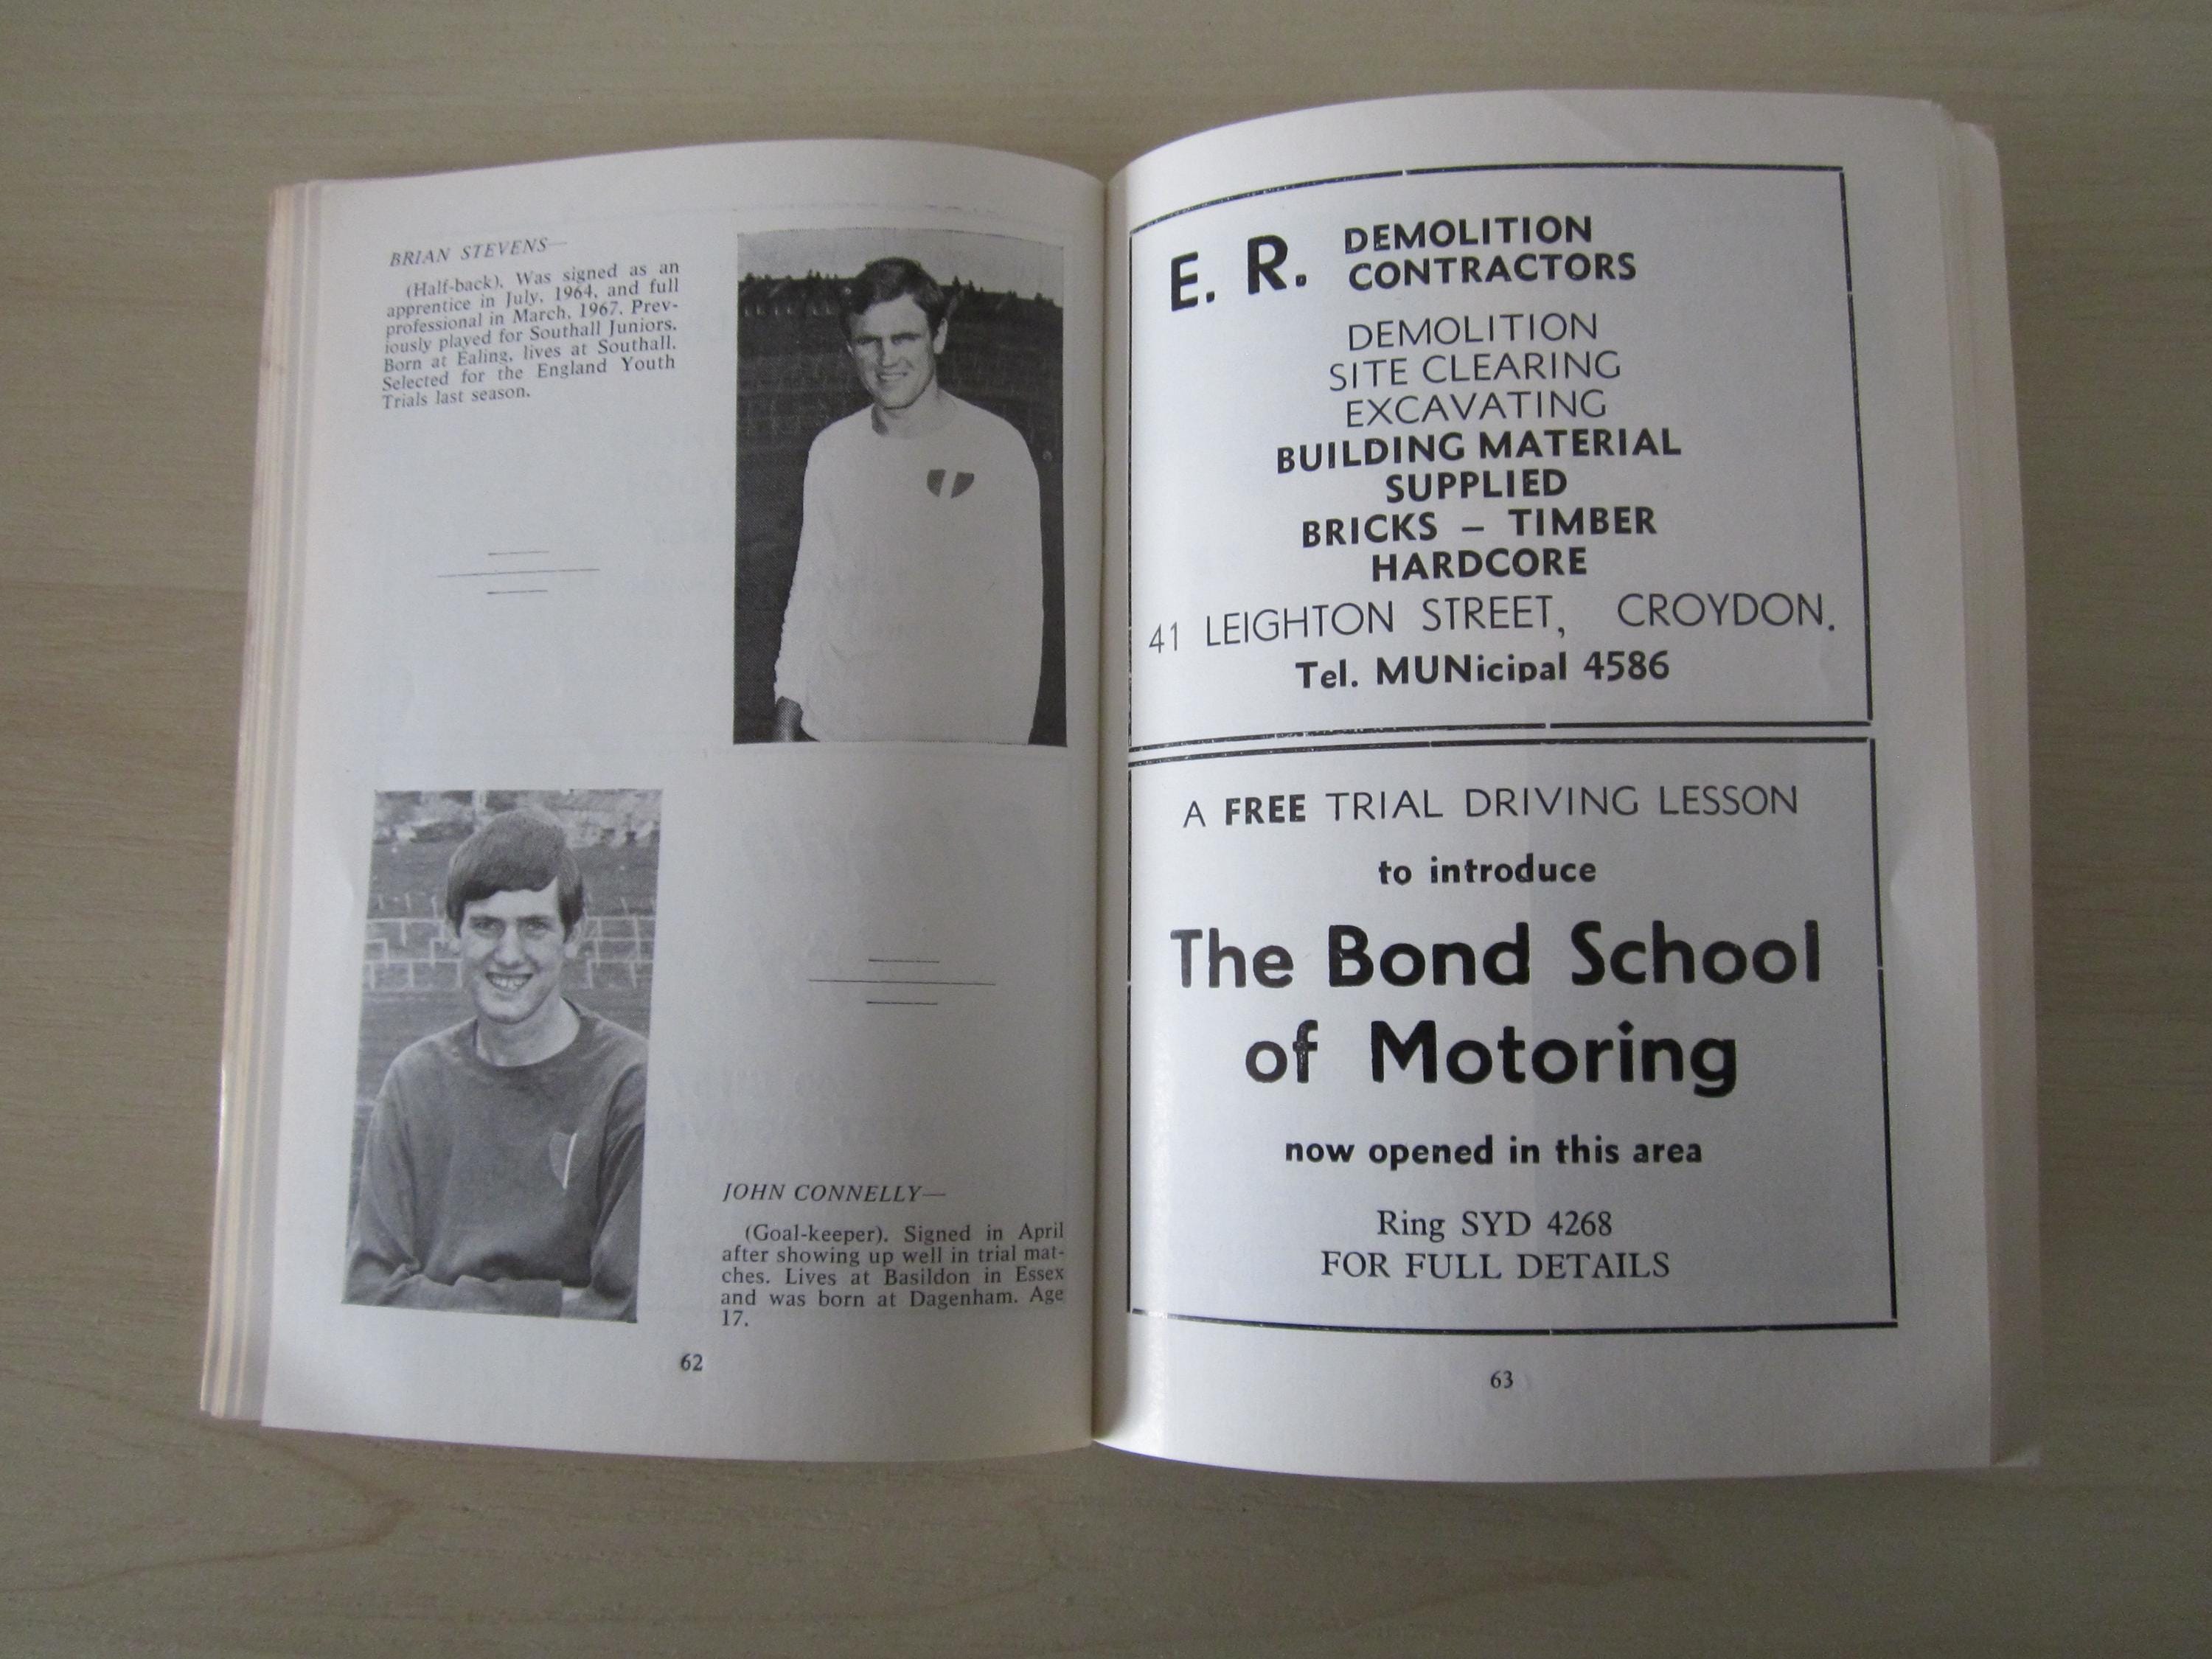 BRIAN STEVENS—
(Half-back). Was signed as an
apprentice in July, 1964, and full
professional in March, 1967. Prev-
iously played for Southall Juniors.
Born at Ealing, lives at Southall.
Selected for the England Youth
Trials last season.
JOHN CONNELLY—
(Goal-keeper). Signed in April
after showing up well in trial mat-
ches. Lives at Basildon in Essex
and was born at Dagenham. Age
17.
62
E. R. DEMOLITION
CONTRACTORS
DEMOLITION
SITE CLEARING
EXCAVATING
BUILDING MATERIAL
SUPPLIED
BRICKS – TIMBER
HARDCORE
41 LEIGHTON STREET, CROYDON.
Tel. MUNicipal 4586
A FREE TRIAL DRIVING LESSON
to introduce
The Bond School
of Motoring
now opened in this area
Ring SYD 4268
FOR FULL DETAILS
63